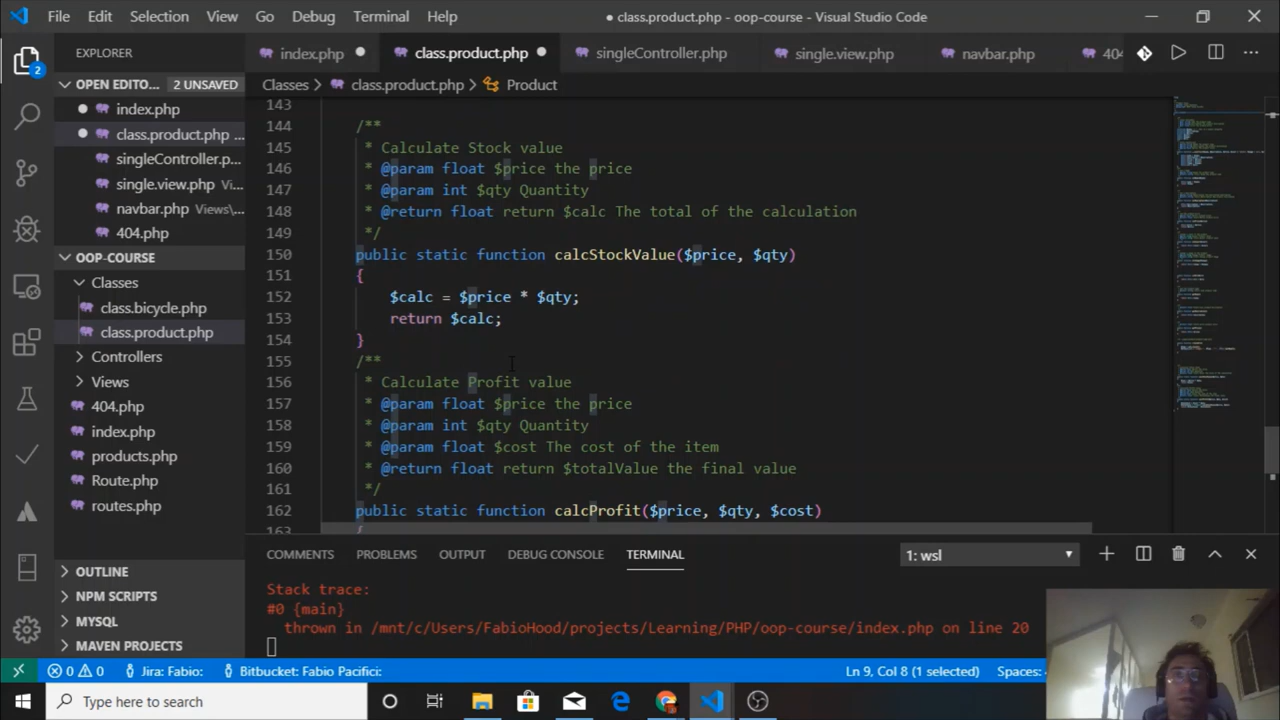 File Edit Selection View Go Debug Terminal Help
● class.product.php - oop-course - Visual Studio Code
EXPLORER
index.php class.product.php singleController.php single.view.php navbar.php 404
OPEN EDITO... 2 UNSAVED
Classes > class.product.php > Product
index.php
class.product.php ...
singleController.p...
single.view.php Vi...
navbar.php Views\...
404.php
OOP-COURSE
Classes
class.bicycle.php
class.product.php
Controllers
Views
404.php
index.php
products.php
Route.php
routes.php
OUTLINE
NPM SCRIPTS
MYSQL
MAVEN PROJECTS
2
143
144 /**
145 * Calculate Stock value
146 * @param float $price the price
147 * @param int $qty Quantity
148 * @return float return $calc The total of the calculation
149 */
150 public static function calcStockValue($price, $qty)
151 {
152 $calc = $price * $qty;
153 return $calc;
154 }
155 /**
156 * Calculate Profit value
157 * @param float $price the price
158 * @param int $qty Quantity
159 * @param float $cost The cost of the item
160 * @return float return $totalValue the final value
161 */
162 public static function calcProfit($price, $qty, $cost)
163 {
COMMENTS PROBLEMS OUTPUT DEBUG CONSOLE TERMINAL 1: wsl
Stack trace:
#0 {main}
thrown in /mnt/c/Users/FabioHood/projects/Learning/PHP/oop-course/index.php on line 20
0 0 Jira: Fabio: Bitbucket: Fabio Pacifici: Ln 9, Col 8 (1 selected) Spaces:
Type here to search